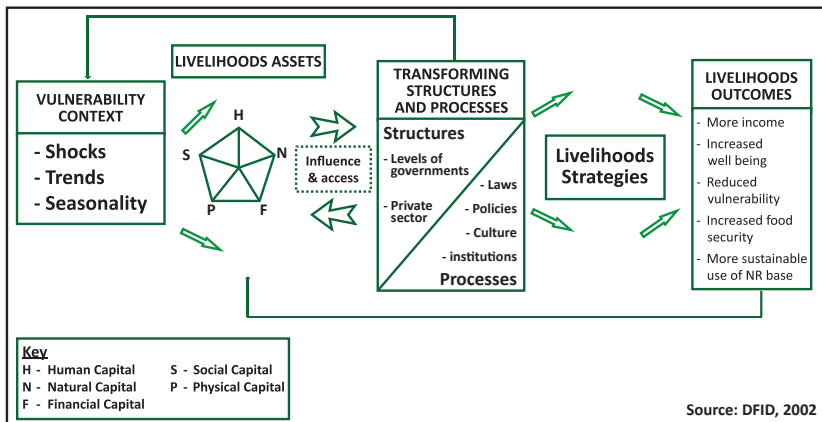 LIVELIHOODS ASSETS
VULNERABILITY
CONTEXT
- Shocks
- Trends
- Seasonality
H
S
N
P
F
Influence
& access
TRANSFORMING
STRUCTURES
AND PROCESSES
Structures
- Levels of
governments
- Private
sector
- Laws
- Policies
- Culture
- institutions
Processes
Livelihoods
Strategies
LIVELIHOODS
OUTCOMES
- More income
- Increased
well being
- Reduced
vulnerability
- Increased food
security
- More sustainable
use of NR base
Key
H - Human Capital
S - Social Capital
N - Natural Capital
P - Physical Capital
F - Financial Capital
Source: DFID, 2002